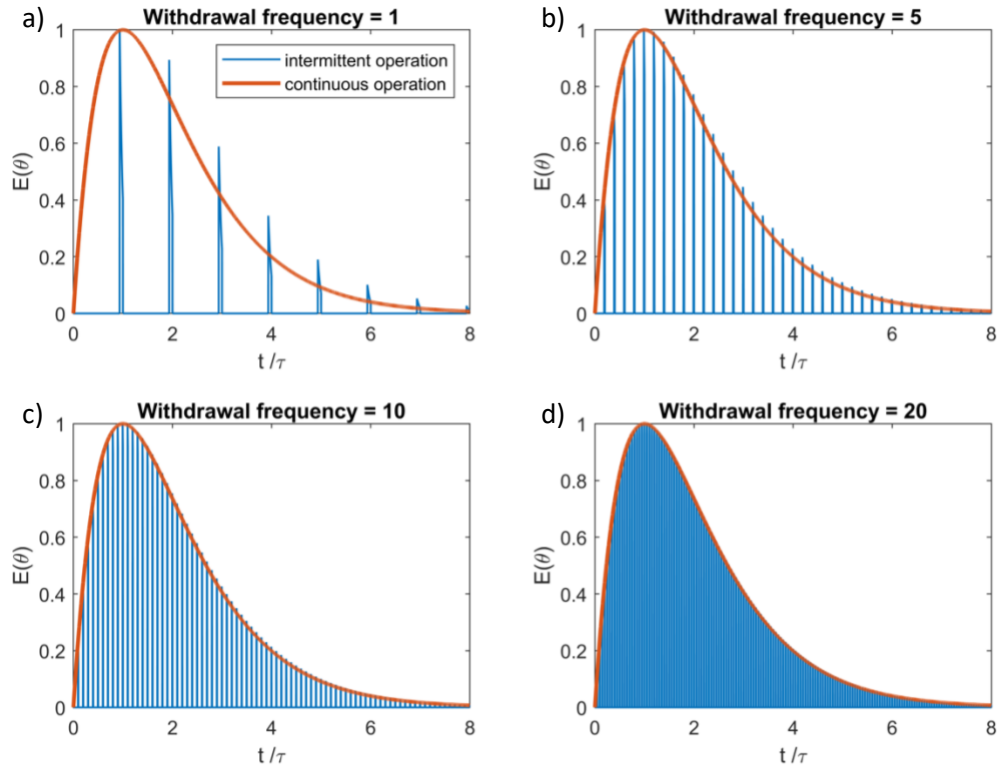 a)
Withdrawal frequency = 1
1
0.8
0.6
0.4
0.2
0
E(θ)
intermittent operation
continuous operation
0 2 4 6 8
t /τ
b)
Withdrawal frequency = 5
1
0.8
0.6
0.4
0.2
0
E(θ)
0 2 4 6 8
t /τ
c)
Withdrawal frequency = 10
1
0.8
0.6
0.4
0.2
0
E(θ)
0 2 4 6 8
t /τ
d)
Withdrawal frequency = 20
1
0.8
0.6
0.4
0.2
0
E(θ)
0 2 4 6 8
t /τ